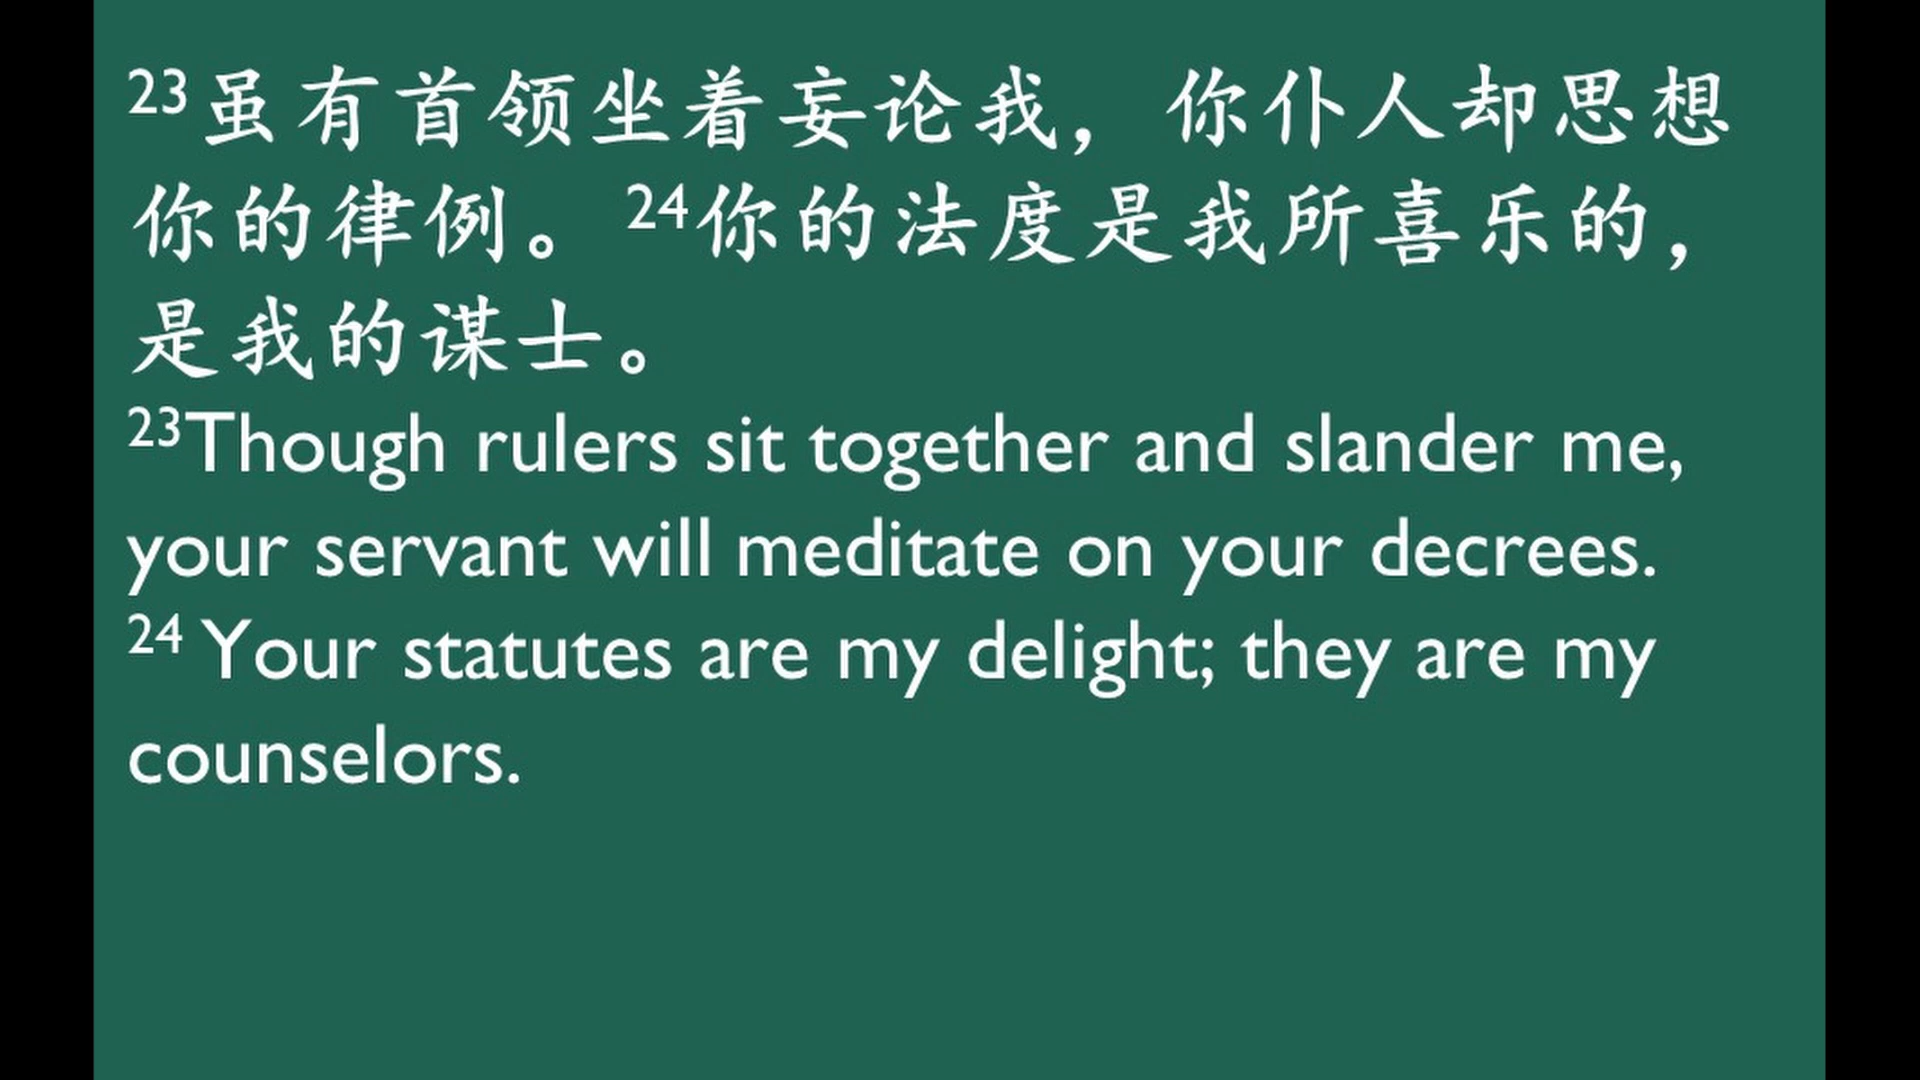 23虽有首领坐着妄论我，你仆人却思想
你的律例。 24你的法度是我所喜乐的，
是我的谋士。
23Though rulers sit together and slander me,
your servant will meditate on your decrees.
24 Your statutes are my delight; they are my
counselors.